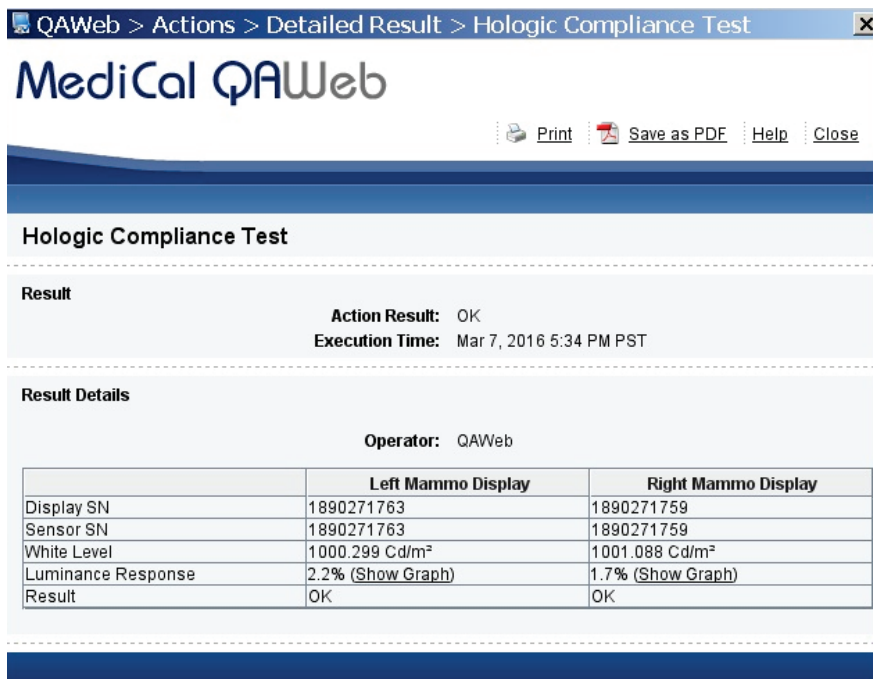 QAWeb > Actions > Detailed Result > Hologic Compliance Test
MediCal QAWeb
Print Save as PDF Help Close
Hologic Compliance Test
Result
Action Result: OK
Execution Time: Mar 7, 2016 5:34 PM PST
Result Details
Operator: QAWeb
Left Mammo Display Right Mammo Display
Display SN 1890271763 1890271759
Sensor SN 1890271763 1890271759
White Level 1000.299 Cd/m² 1001.088 Cd/m²
Luminance Response 2.2% (Show Graph) 1.7% (Show Graph)
Result OK OK